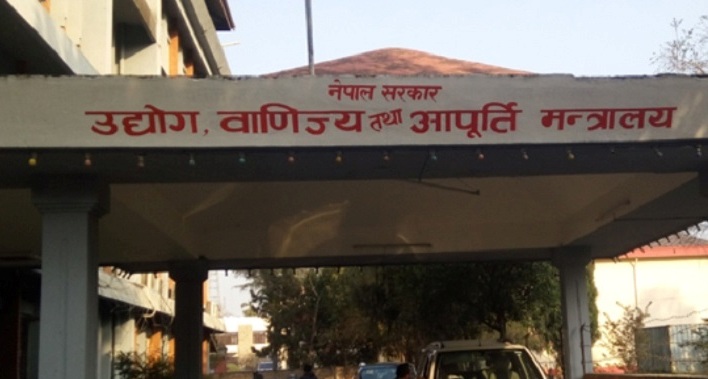 नेपाल सरकार
उद्योग, वाणिज्य तथा आपूर्ति मन्त्रालय